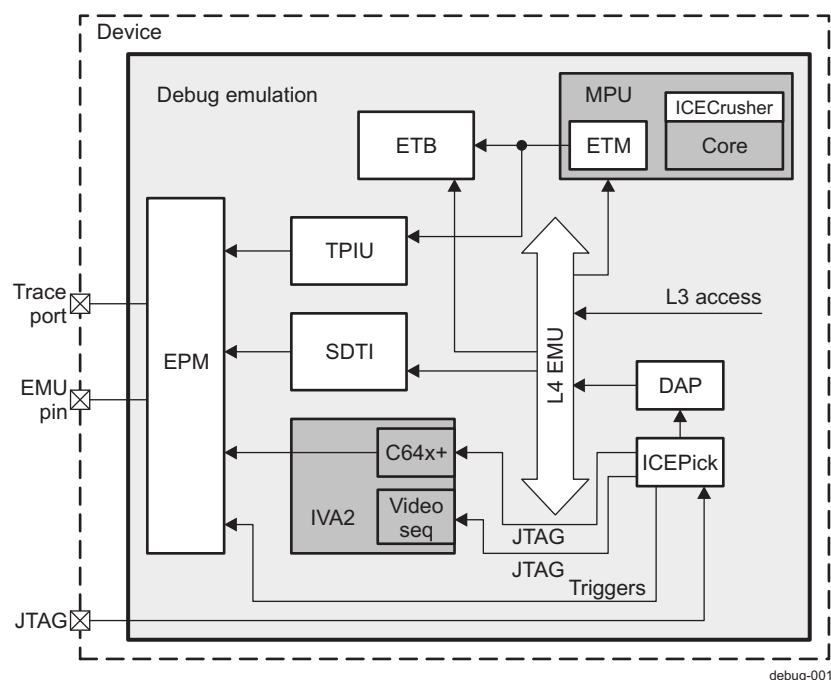 Device
Debug emulation
MPU
ICECrusher
Core
ETM
ETB
TPIU
Trace
port
L3 access
SDTI
EPM
L4 EMU
EMU
pin
DAP
C64x+
ICEPick
IVA2
Video
seq
JTAG
JTAG
Triggers
JTAG
debug-001